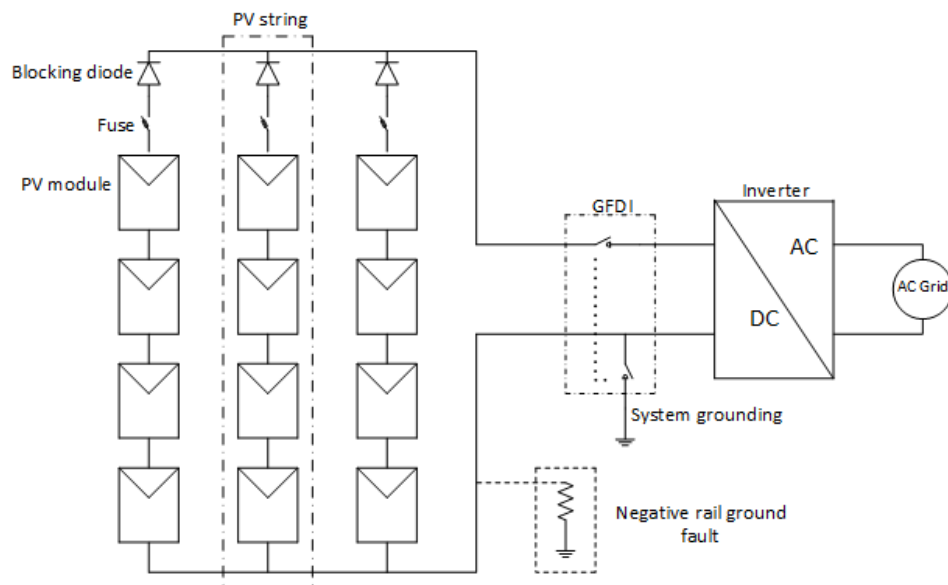 PV string
Blocking diode
Fuse
PV module
GFDI
Inverter
AC
DC
AC Grid
System grounding
Negative rail ground
fault